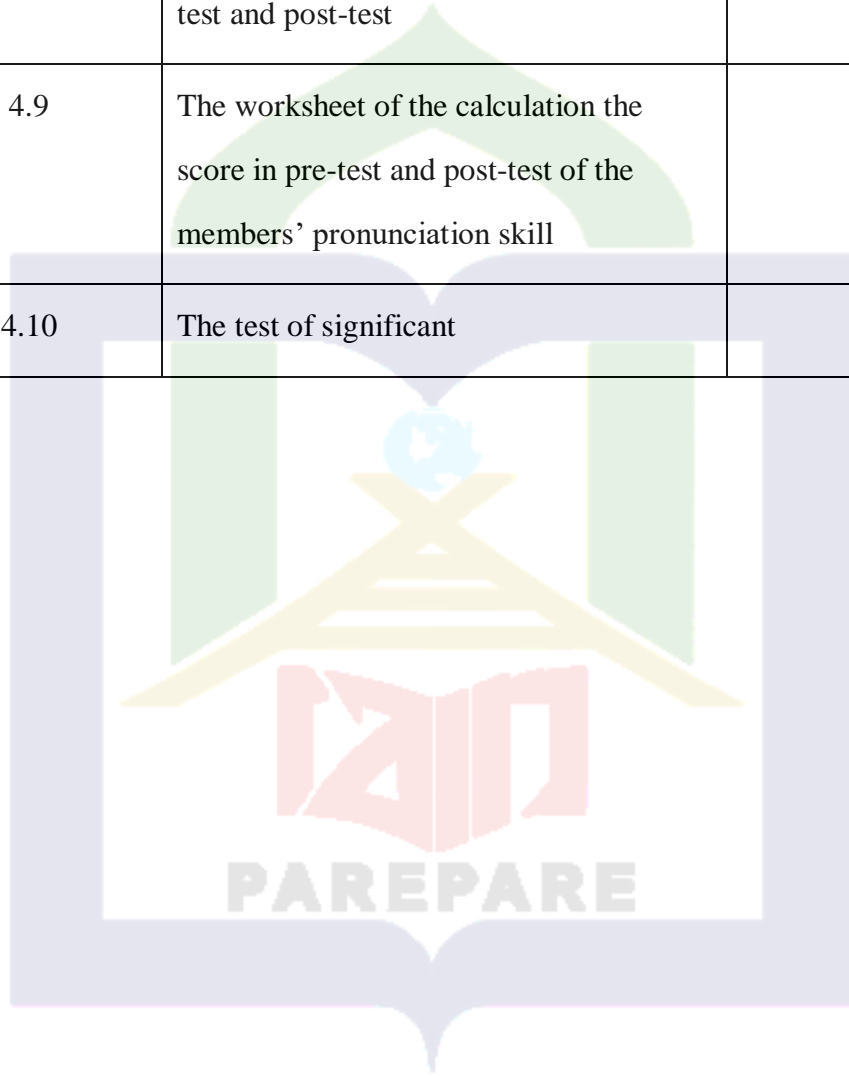 test and post-test
4.9 The worksheet of the calculation the
score in pre-test and post-test of the
members’ pronunciation skill
4.10 The test of significant
iain
PAREPARE